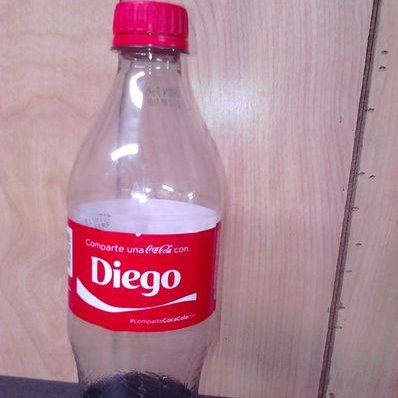 Comparte una Coca-Cola con
Diego
#comparteCocaCola